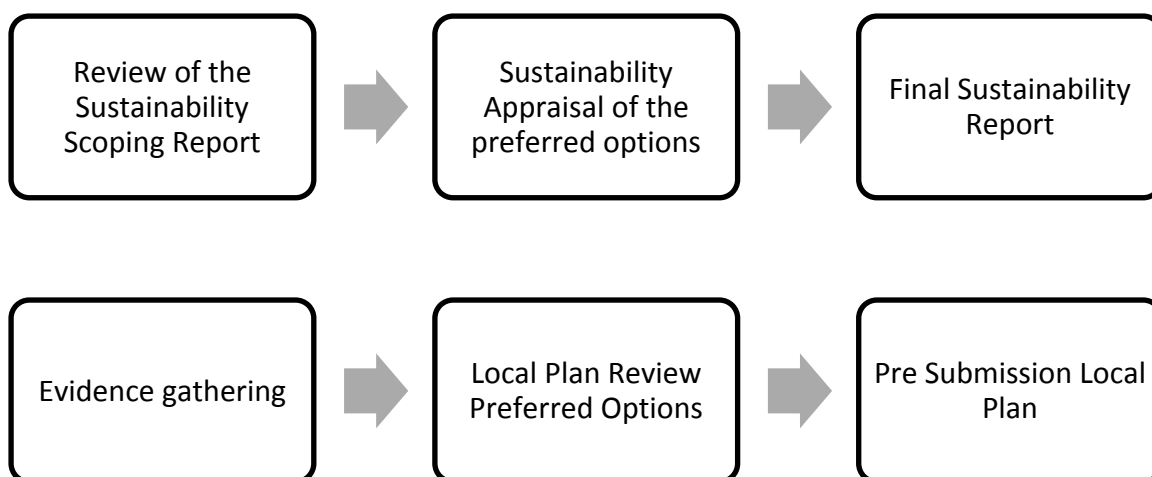 Review of the
Sustainability
Scoping Report
Sustainability
Appraisal of the
preferred options
Final Sustainability
Report
Evidence gathering
Local Plan Review
Preferred Options
Pre Submission Local
Plan